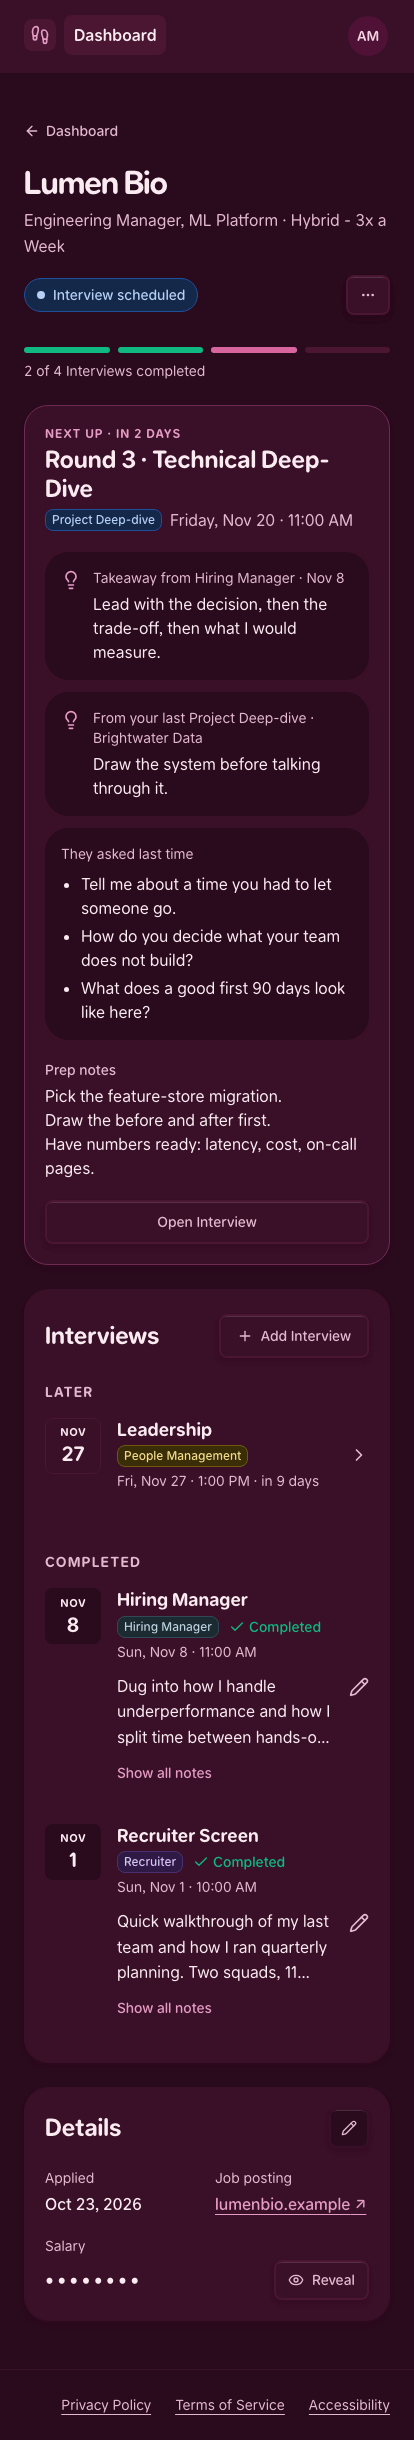 Dashboard
AM
Dashboard
Lumen Bio
Engineering Manager, ML Platform · Hybrid - 3x a
Week
Interview scheduled
2 of 4 Interviews completed
NEXT UP · IN 2 DAYS
Round 3 · Technical Deep-
Dive
Project Deep-dive Friday, Nov 20 · 11:00 AM
Takeaway from Hiring Manager · Nov 8
Lead with the decision, then the
trade-off, then what I would
measure.
From your last Project Deep-dive ·
Brightwater Data
Draw the system before talking
through it.
They asked last time
• Tell me about a time you had to let
someone go.
• How do you decide what your team
does not build?
• What does a good first 90 days look
like here?
Prep notes
Pick the feature-store migration.
Draw the before and after first.
Have numbers ready: latency, cost, on-call
pages.
Open Interview
Interviews
Add Interview
LATER
NOV
27
Leadership
People Management
Fri, Nov 27 · 1:00 PM · in 9 days
COMPLETED
NOV
8
Hiring Manager
Hiring Manager Completed
Sun, Nov 8 · 11:00 AM
Dug into how I handle
underperformance and how I
split time between hands-o...
Show all notes
NOV
1
Recruiter Screen
Recruiter Completed
Sun, Nov 1 · 10:00 AM
Quick walkthrough of my last
team and how I ran quarterly
planning. Two squads, 11...
Show all notes
Details
Applied
Oct 23, 2026
Job posting
lumenbio.example
Salary
••••••••
Reveal
Privacy Policy Terms of Service Accessibility